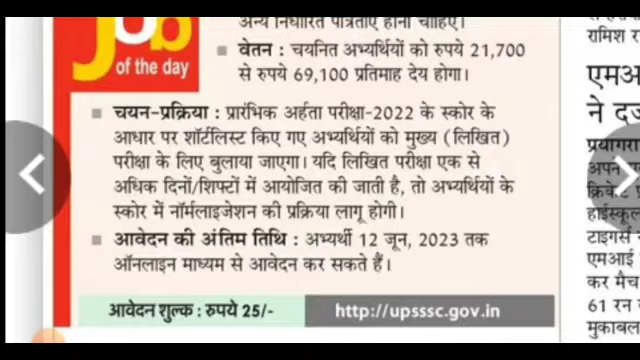 अन्य निर्धारित पात्रताएं होनी चाहिए।
Job
of the day
वेतन : चयनित अभ्यर्थियों को रुपये 21,700
से रुपये 69,100 प्रतिमाह देय होगा।
चयन-प्रक्रिया : प्रारंभिक अर्हता परीक्षा-2022 के स्कोर के
आधार पर शॉर्टलिस्ट किए गए अभ्यर्थियों को मुख्य (लिखित)
परीक्षा के लिए बुलाया जाएगा। यदि लिखित परीक्षा एक से
अधिक दिनों/शिफ्टों में आयोजित की जाती है, तो अभ्यर्थियों के
स्कोर में नॉर्मलाइजेशन की प्रक्रिया लागू होगी।
आवेदन की अंतिम तिथि : अभ्यर्थी 12 जून, 2023 तक
ऑनलाइन माध्यम से आवेदन कर सकते हैं।
आवेदन शुल्क : रुपये 25/-
http://upsssc.gov.in
रामिश
ने
अपने
हाईस्कूल
टाइगर्स
एमआई
कर मैच
61 रन
मुकाबल